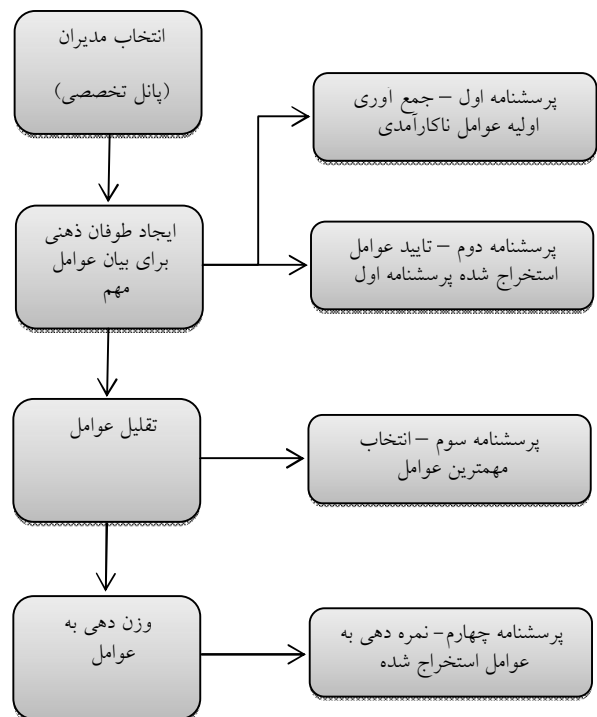 انتخاب مدیران
(پانل تخصصی)
پرسشنامه اول – جمع آوری
اولیه عوامل ناکارآمدی
ایجاد طوفان ذهنی
برای بیان عوامل
مهم
پرسشنامه دوم – تایید عوامل
استخراج شده پرسشنامه اول
تقلیل عوامل
پرسشنامه سوم – انتخاب
مهمترین عوامل
وزن دهی به
عوامل
پرسشنامه چهارم – نمره دهی به
عوامل استخراج شده